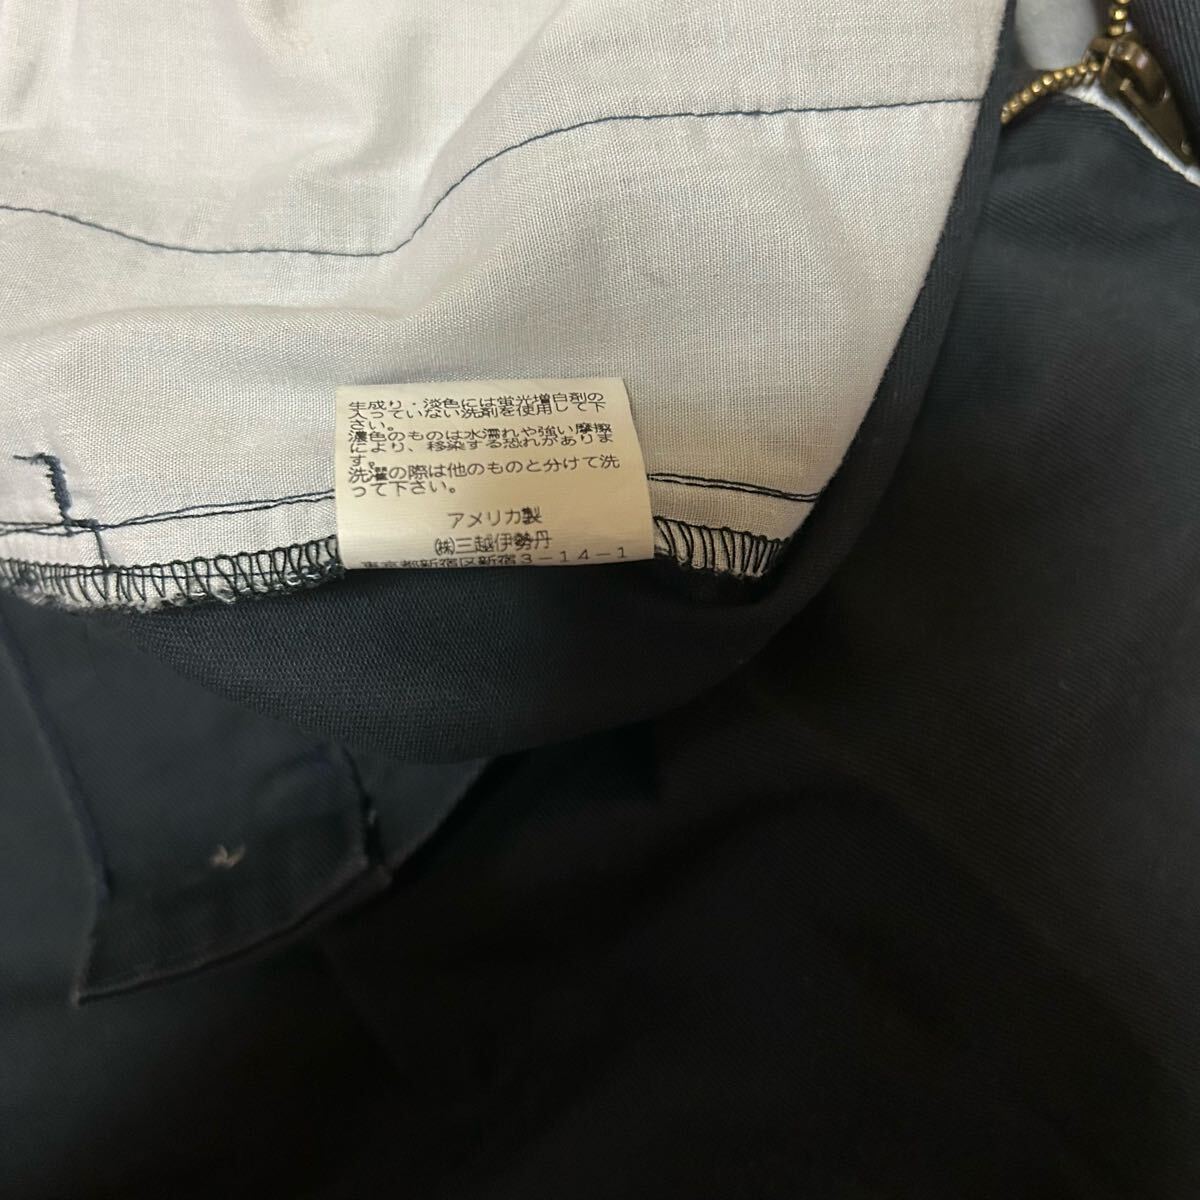 生成り・淡色には蛍光増白剤の
入っていない洗剤を使用して下
さい。
濃色のものは水濡れや強い摩擦
により、移染する恐れがありま
す。
洗濯の際は他のものと分けて洗
って下さい。
アメリカ製
㈱三越伊勢丹
東京都新宿区新宿3-14-1